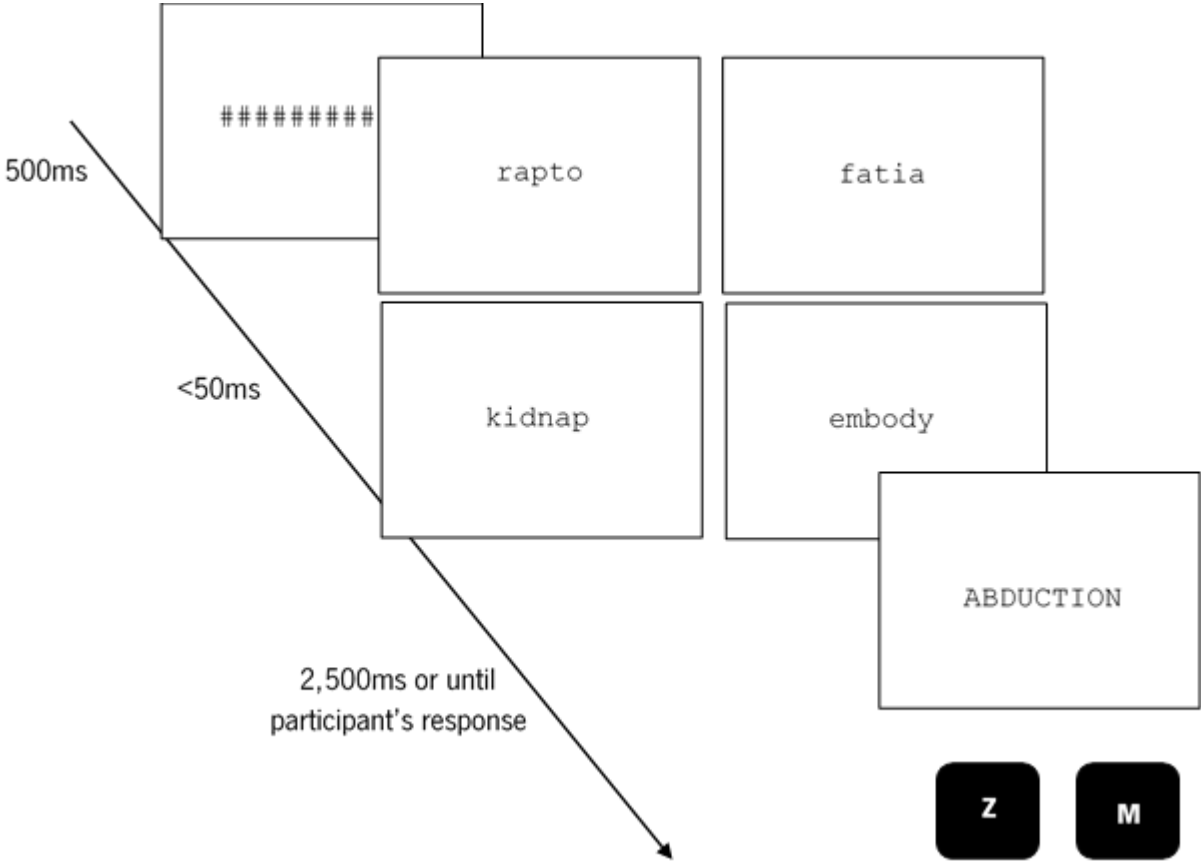 #########
500ms
rapto
fatia
<50ms
kidnap
embody
ABDUCTION
2,500ms or until
participant's response
Z
M